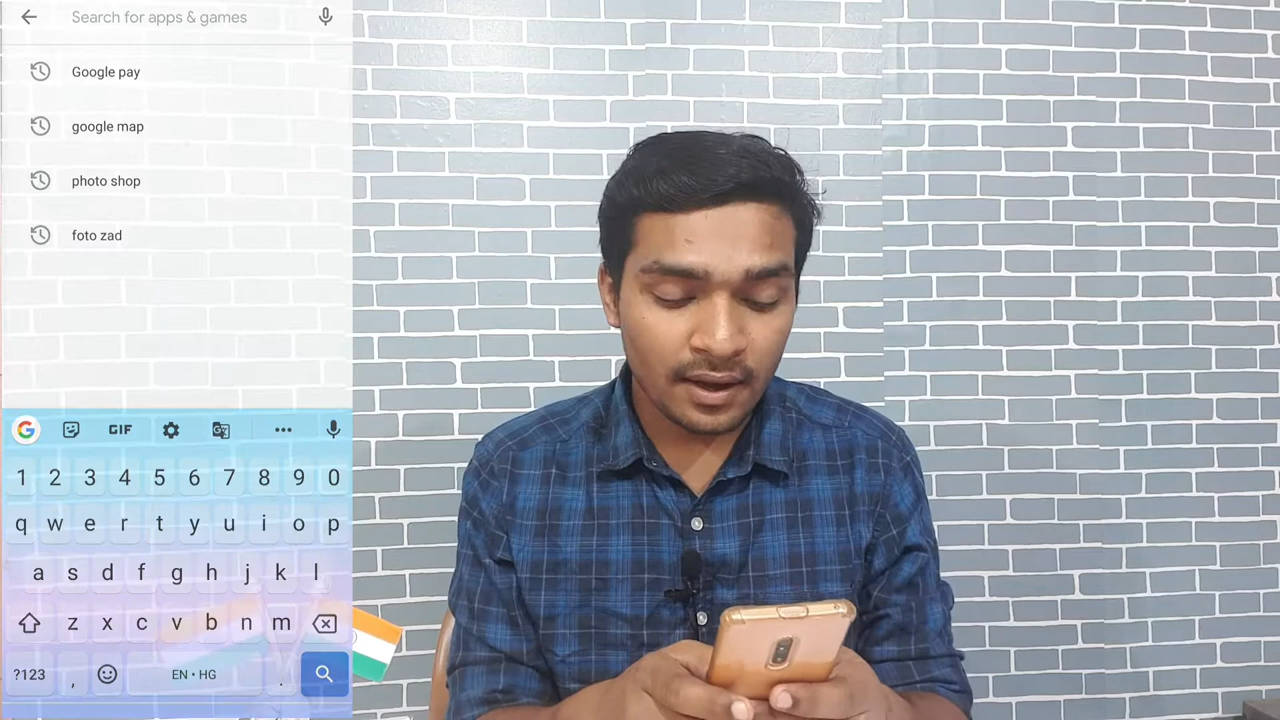 Search for apps & games
Google pay
google map
photo shop
foto zad
G GIF
1 2 3 4 5 6 7 8 9 0
q w e r t y u i o p
a s d f g h j k l
z x c v b n m
?123 , EN • HG .